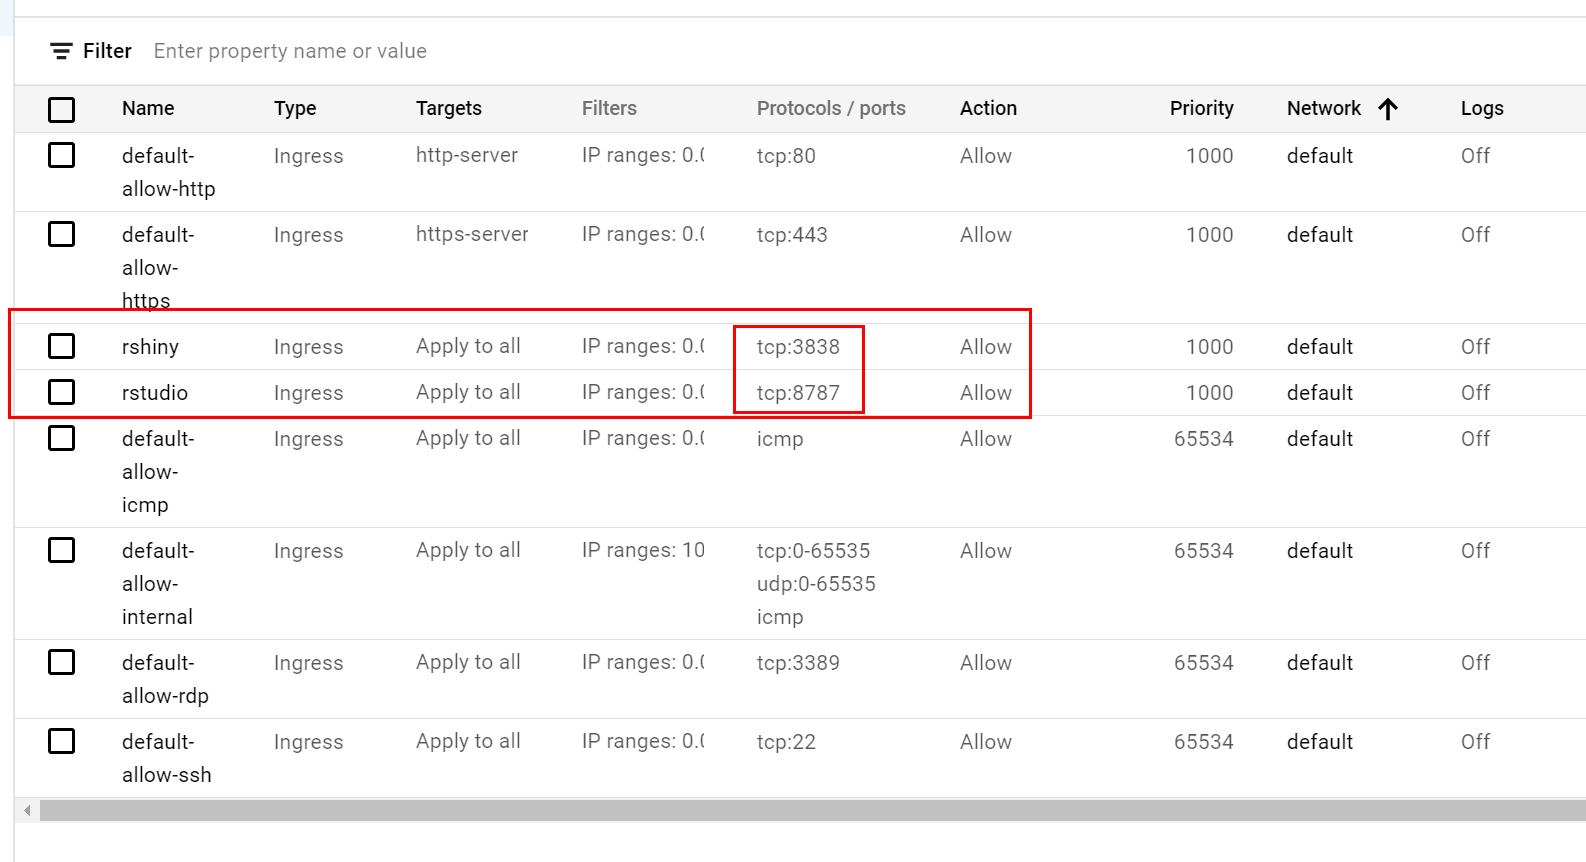 Filter Enter property name or value
Name Type Targets Filters Protocols / ports Action Priority Network Logs
default- Ingress http-server IP ranges: 0.0 tcp:80 Allow 1000 default Off
allow-http
default- Ingress https-server IP ranges: 0.0 tcp:443 Allow 1000 default Off
allow-
https
rshiny Ingress Apply to all IP ranges: 0.0 tcp:3838 Allow 1000 default Off
rstudio Ingress Apply to all IP ranges: 0.0 tcp:8787 Allow 1000 default Off
default- Ingress Apply to all IP ranges: 0.0 icmp Allow 65534 default Off
allow-
icmp
default- Ingress Apply to all IP ranges: 10 tcp:0-65535 Allow 65534 default Off
allow- udp:0-65535
internal icmp
default- Ingress Apply to all IP ranges: 0.0 tcp:3389 Allow 65534 default Off
allow-rdp
default- Ingress Apply to all IP ranges: 0.0 tcp:22 Allow 65534 default Off
allow-ssh